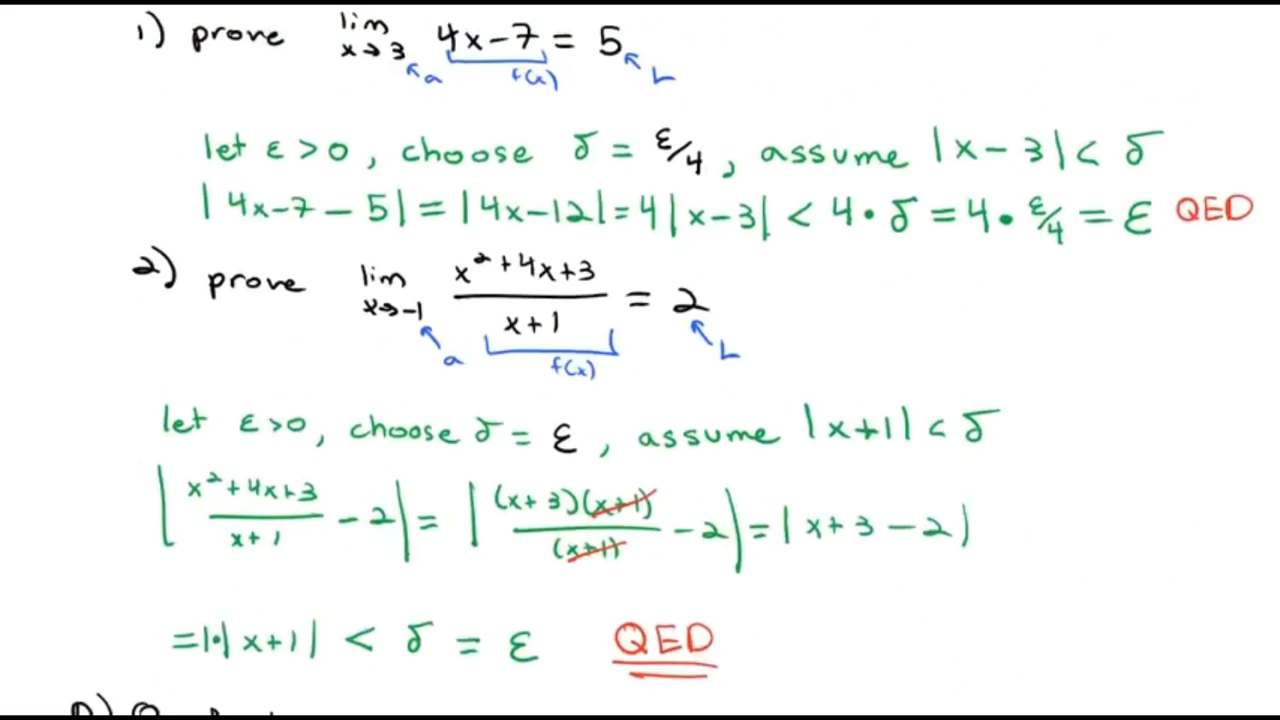 1) prove lim x→3 4x-7 = 5
a f(x) L
let ε > 0, choose δ = ε/4, assume |x-3| < δ
|4x-7-5| = |4x-12| = 4|x-3| < 4·δ = 4·ε/4 = ε QED
2) prove lim x→-1 (x²+4x+3)/(x+1) = 2
a f(x) L
let ε>0, choose δ = ε, assume |x+1| < δ
|(x²+4x+3)/(x+1) - 2| = |(x+3)(x+1)/(x+1) - 2| = |x+3-2|
=1·|x+1| < δ = ε QED